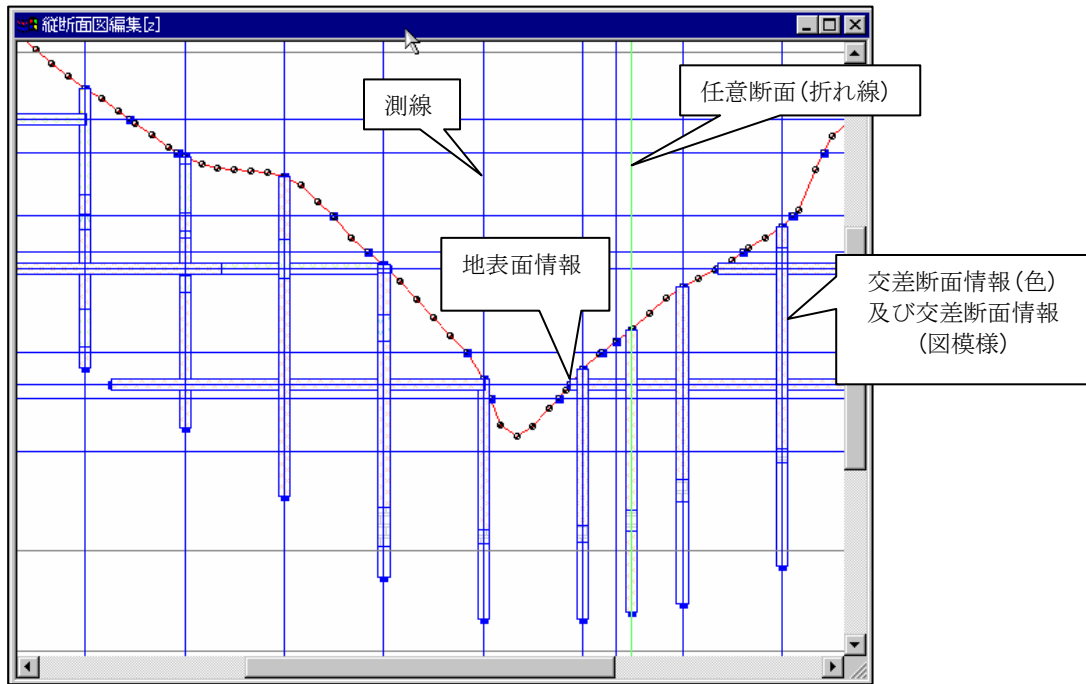 縦断面図編集[z]
測線
任意断面(折れ線)
地表面情報
交差断面情報(色)
及び交差断面情報
(図模様)